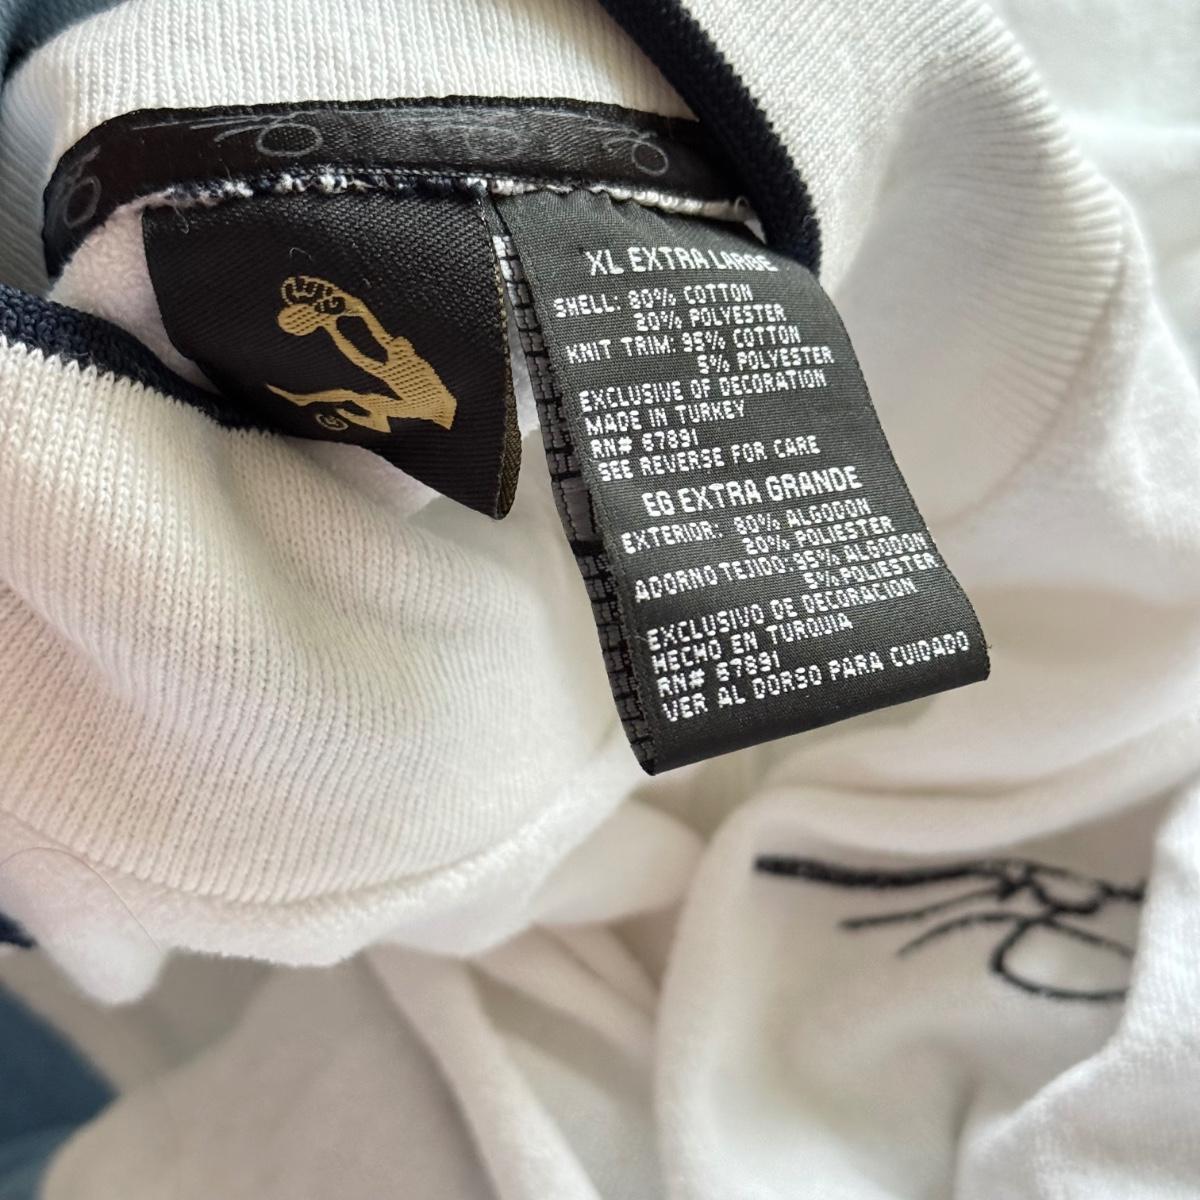 XL EXTRA LARGE
SHELL: 80% COTTON
20% POLYESTER
KNIT TRIM: 95% COTTON
5% POLYESTER
EXCLUSIVE OF DECORATION
MADE IN TURKEY
RN# 67891
SEE REVERSE FOR CARE
EG EXTRA GRANDE
EXTERIOR: 80% ALGODON
20% POLIESTER
ADORNO TEJIDO: 95% ALGODON
5% POLIESTER
EXCLUSIVO DE DECORACION
HECHO EN TURQUIA
RN# 67891
VER AL DORSO PARA CUIDADO